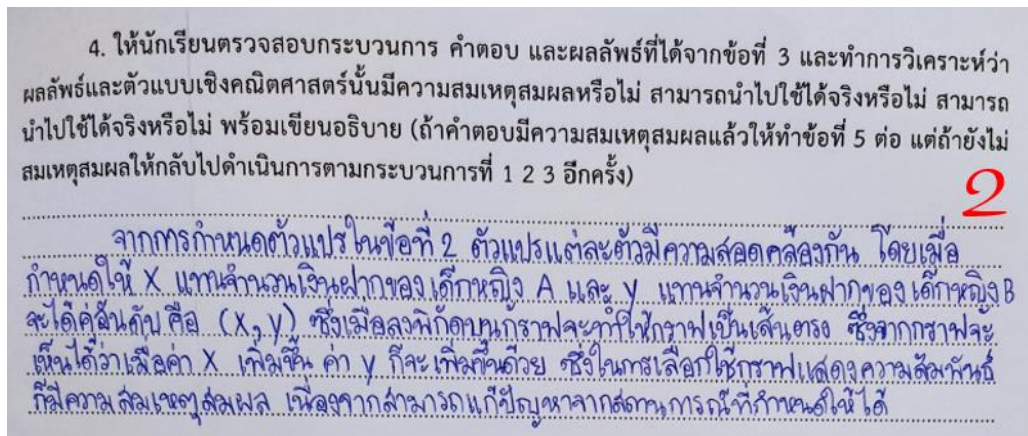 4. ให้นักเรียนตรวจสอบกระบวนการ คำตอบ และผลลัพธ์ที่ได้จากข้อที่ 3 และทำการวิเคราะห์ว่า
ผลลัพธ์และตัวแบบเชิงคณิตศาสตร์นั้นมีความสมเหตุสมผลหรือไม่ สามารถนำไปใช้ได้จริงหรือไม่ สามารถ
นำไปใช้ได้จริงหรือไม่ พร้อมเขียนอธิบาย (ถ้าคำตอบมีความสมเหตุสมผลแล้วให้ทำข้อที่ 5 ต่อ แต่ถ้ายังไม่
สมเหตุสมผลให้กลับไปดำเนินการตามกระบวนการที่ 1 2 3 อีกครั้ง)
2
จากการกำหนดตัวแปรในข้อที่ 2 ตัวแปรแต่ละตัวมีความสอดคล้องกัน โดยเมื่อ
กำหนดให้ X แทนจำนวนเงินฝากของเด็กหญิง A และ y แทนจำนวนเงินฝากของเด็กหญิง B
จะได้คู่อันดับ คือ (X, y) ซึ่งเมื่อลงพิกัดบนกราฟจะทำให้กราฟเป็นเส้นตรง ซึ่งจากกราฟจะ
เห็นได้ว่าเมื่อค่า X เพิ่มขึ้น ค่า y ก็จะเพิ่มขึ้นด้วย ซึ่งในการเลือกใช้กราฟแสดงความสัมพันธ์
ก็มีความสมเหตุสมผล เนื่องจากสามารถแก้ปัญหาจากสถานการณ์ที่กำหนดให้ได้